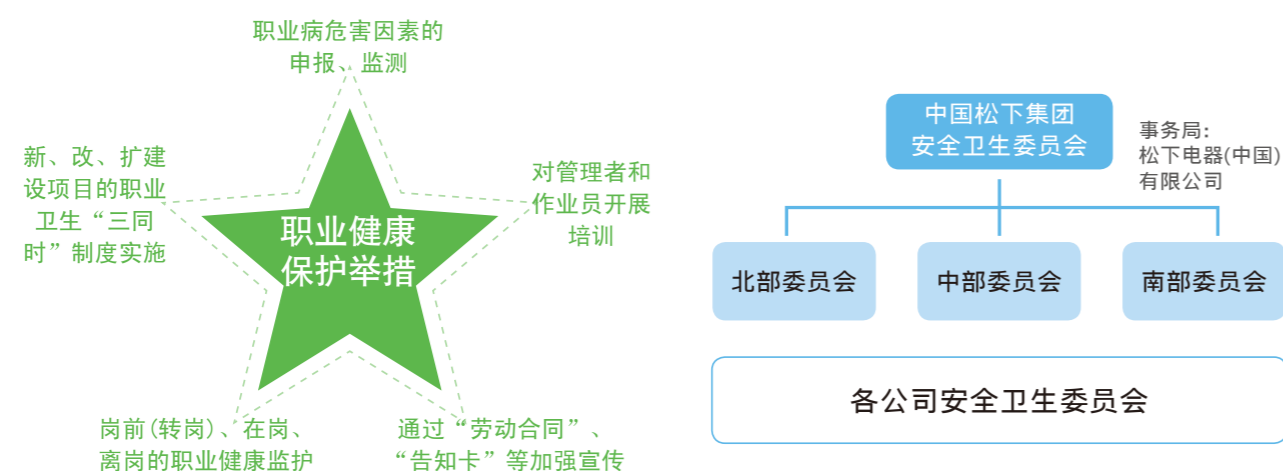 职业病危害因素的
申报、监测
对管理者和
作业员开展
培训
新、改、扩建
设项目的职业
卫生“三同
时”制度实施
职业健康
保护举措
岗前(转岗)、在岗、
离岗的职业健康监护
通过“劳动合同”、
“告知卡”等加强宣传
中国松下集团
安全卫生委员会
事务局:
松下电器(中国)
有限公司
北部委员会
中部委员会
南部委员会
各公司安全卫生委员会